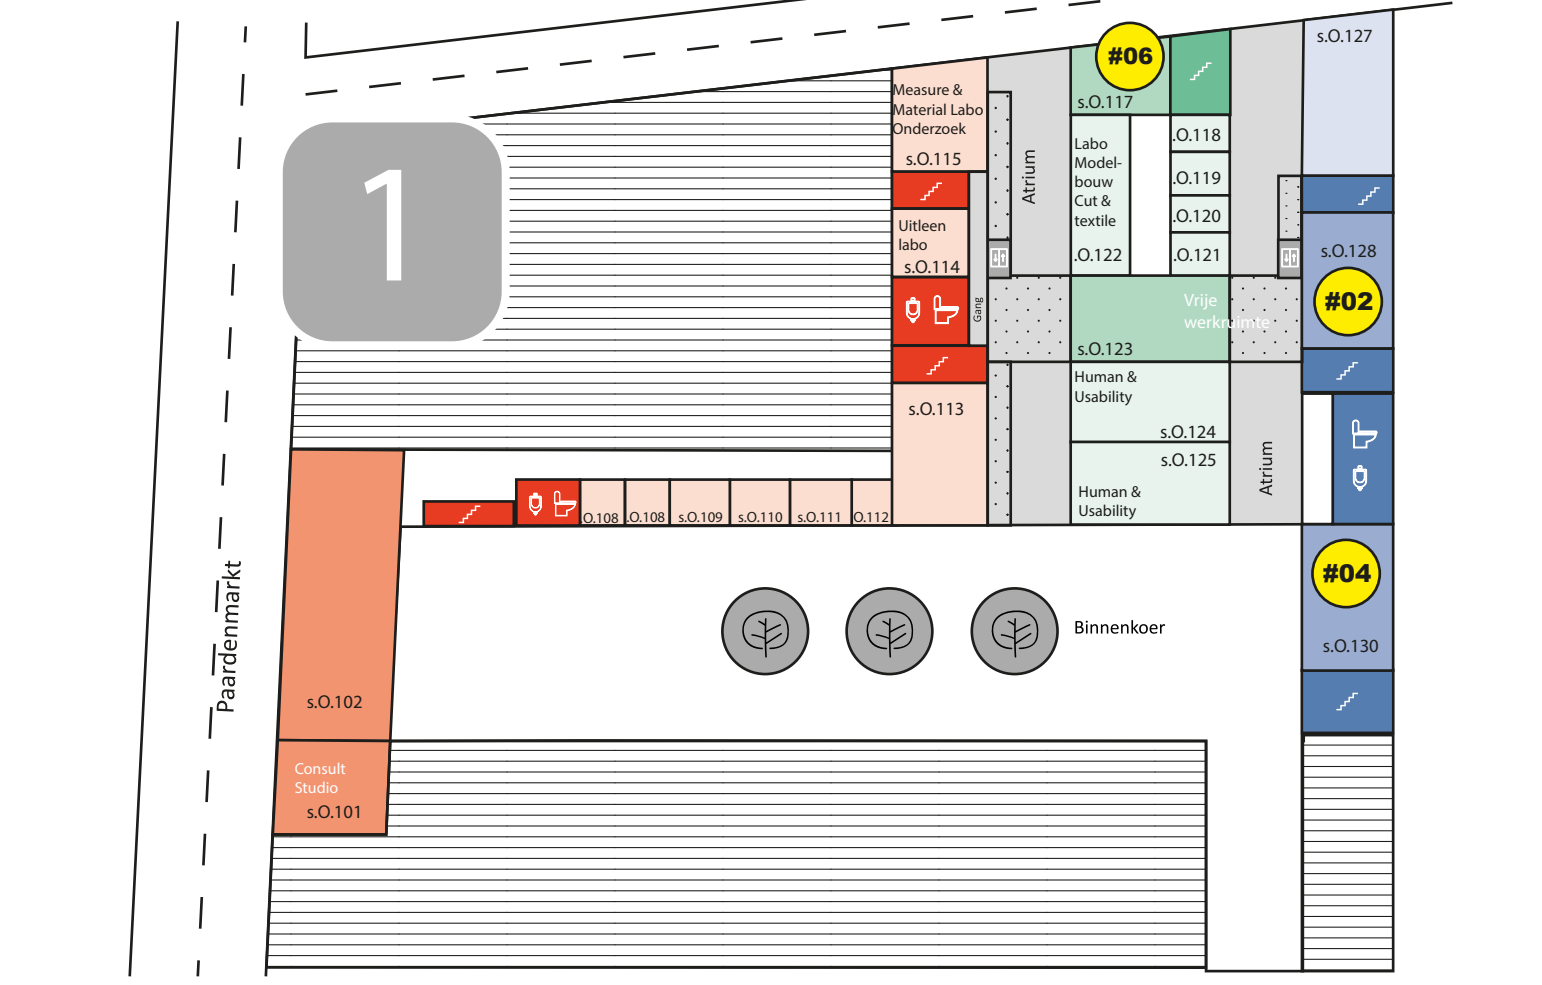 1
Paardenmarkt
Measure &
Material Labo
Onderzoek
s.O.115
Uitleen
labo
s.O.114
Gang
s.O.113
Atrium
#06
s.O.117
Labo
Model-
bouw
Cut &
textile
.O.122
.O.118
.O.119
.O.120
.O.121
Vrije
werkruimte
s.O.123
Human &
Usability
s.O.124
s.O.125
Human &
Usability
Atrium
s.O.127
s.O.128
#02
#04
s.O.130
O.108
.O.108
s.O.109
s.O.110
s.O.111
O.112
s.O.102
Consult
Studio
s.O.101
Binnenkoer